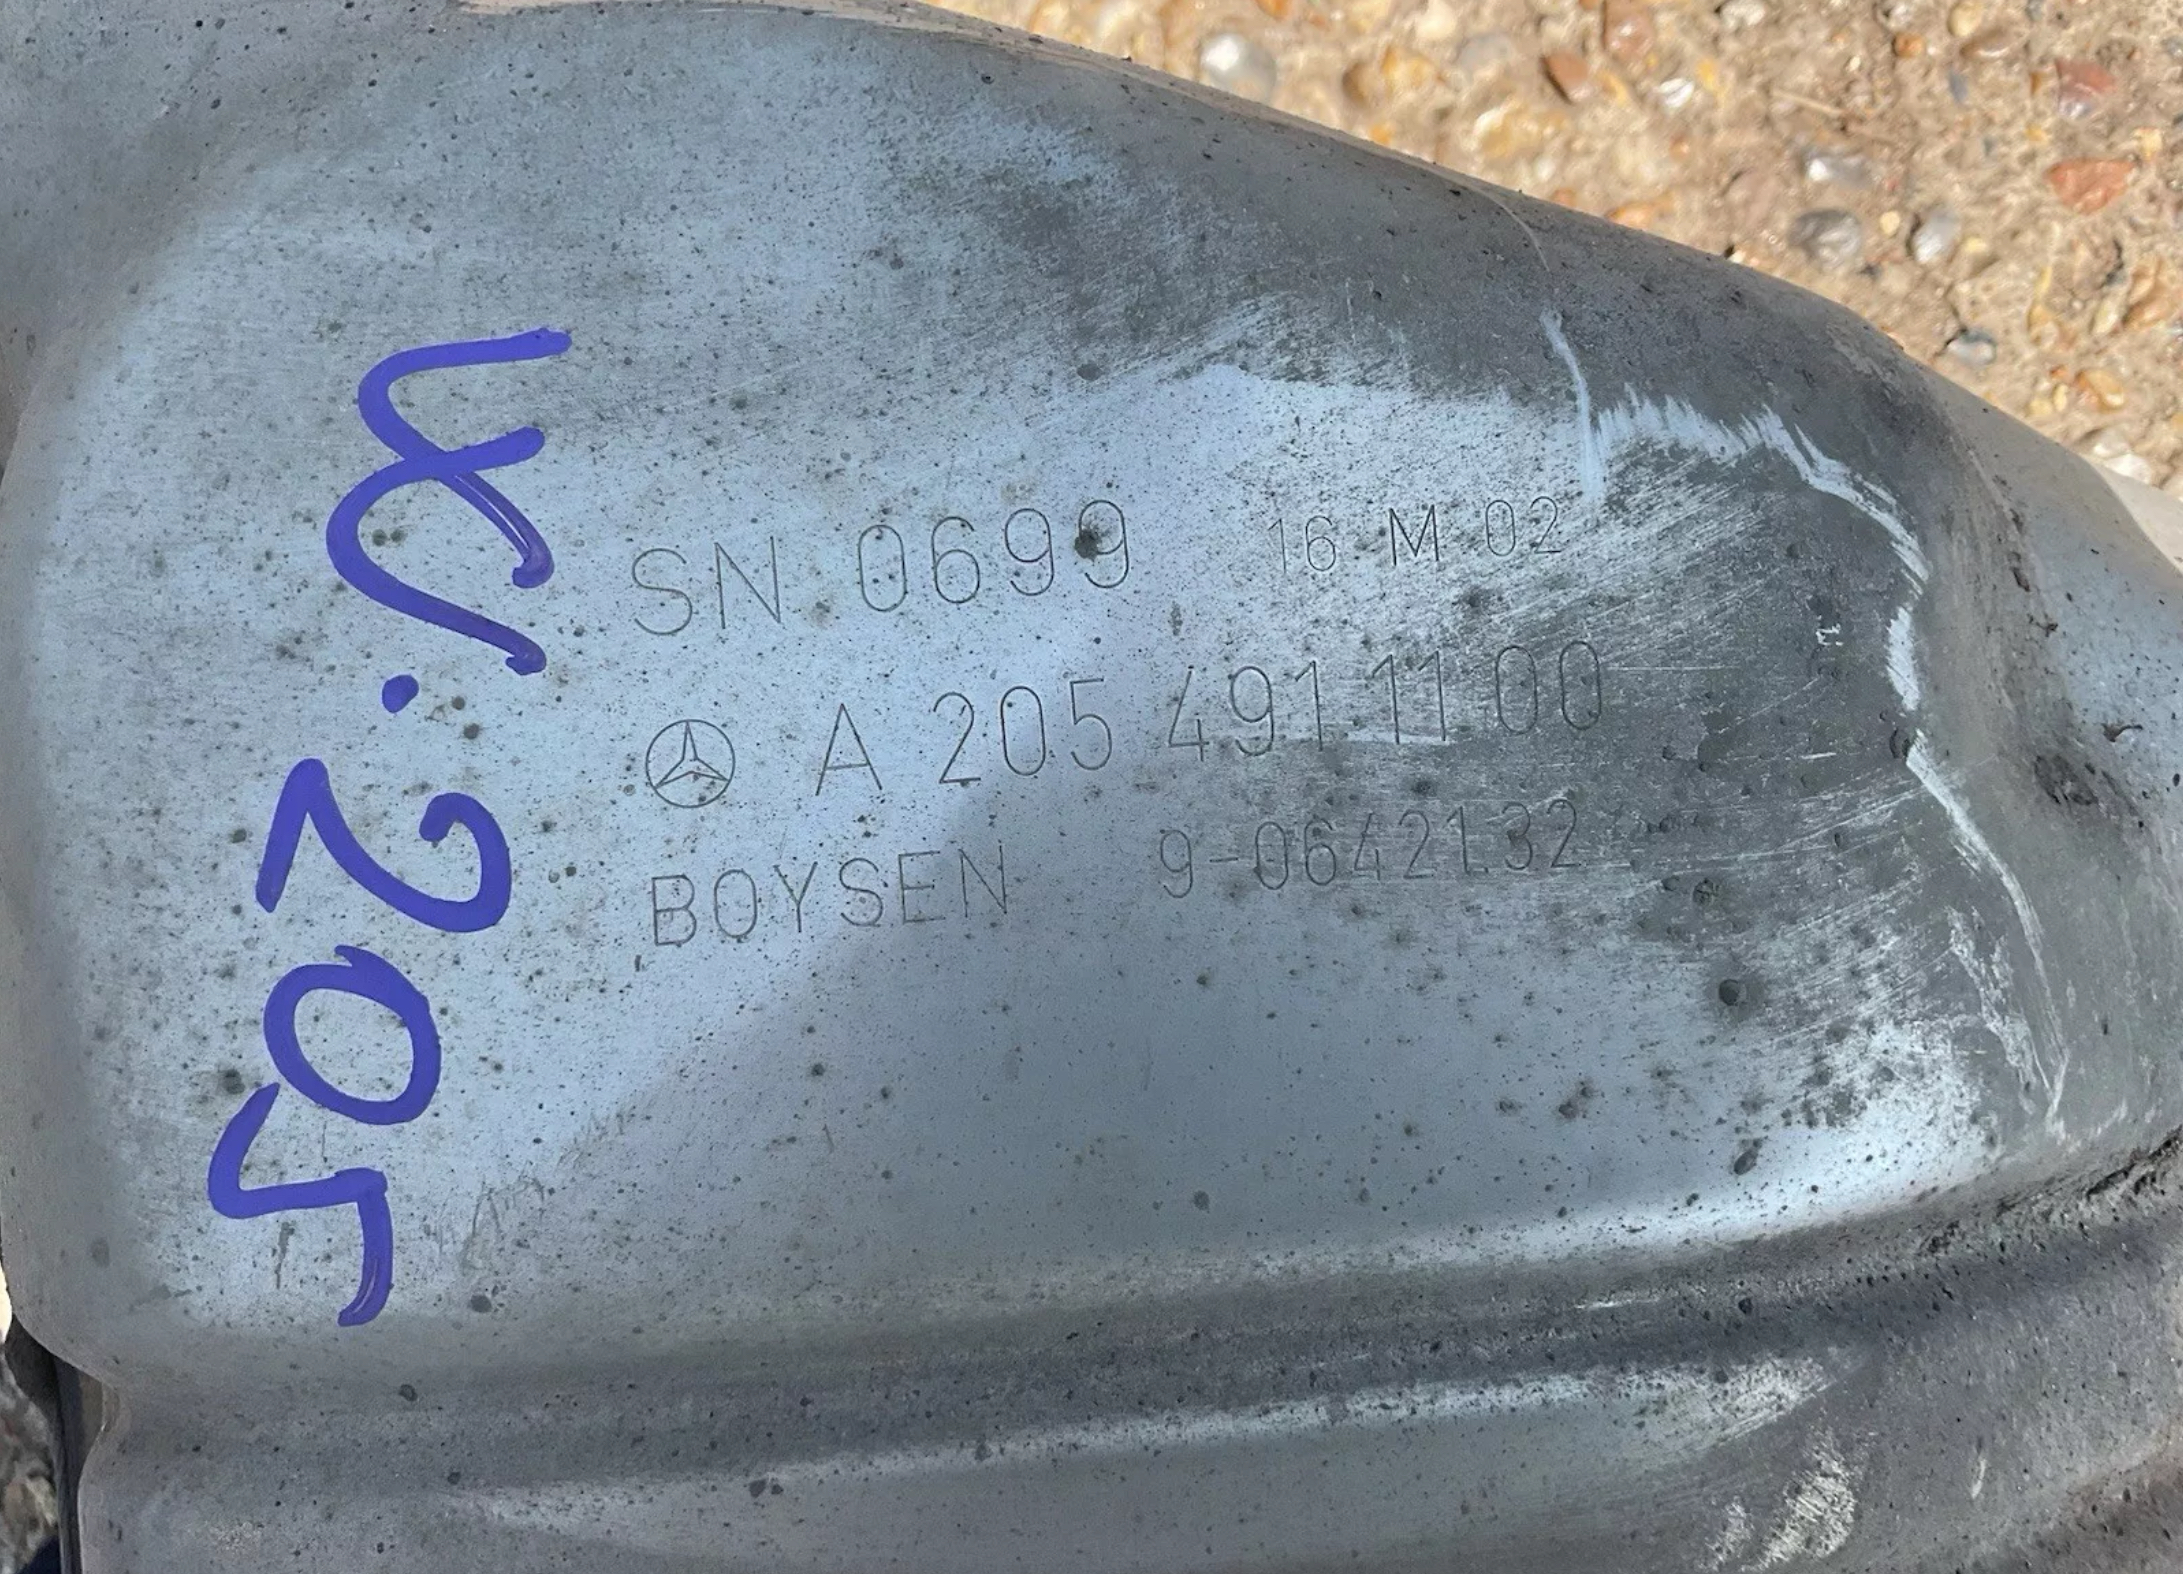 W.205
SN 0699 16 M 02
A 205 491 11 00
BOYSEN 9-0642132